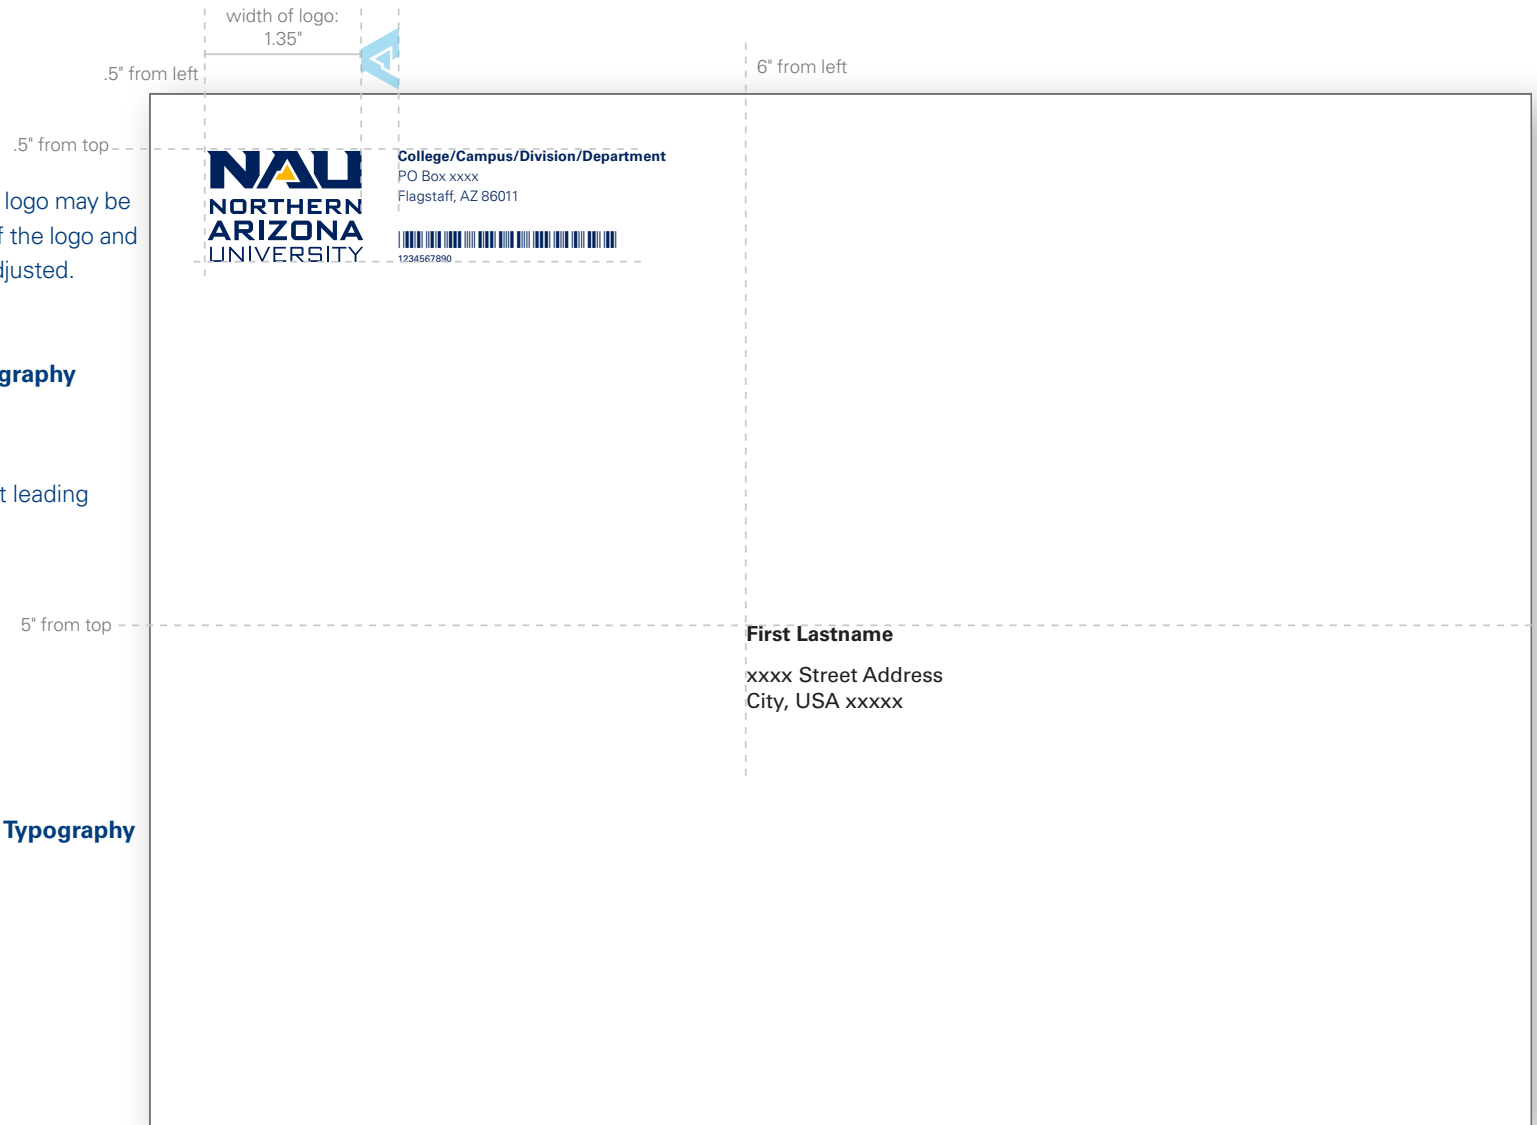 width of logo:
1.35"
.5" from left
6" from left
.5" from top
NAU
NORTHERN
ARIZONA
UNIVERSITY
College/Campus/Division/Department
PO Box xxxx
Flagstaff, AZ 86011
1234567890
logo may be
the logo and
graphy
leading
5" from top
First Lastname
xxxx Street Address
City, USA xxxxx
Typography